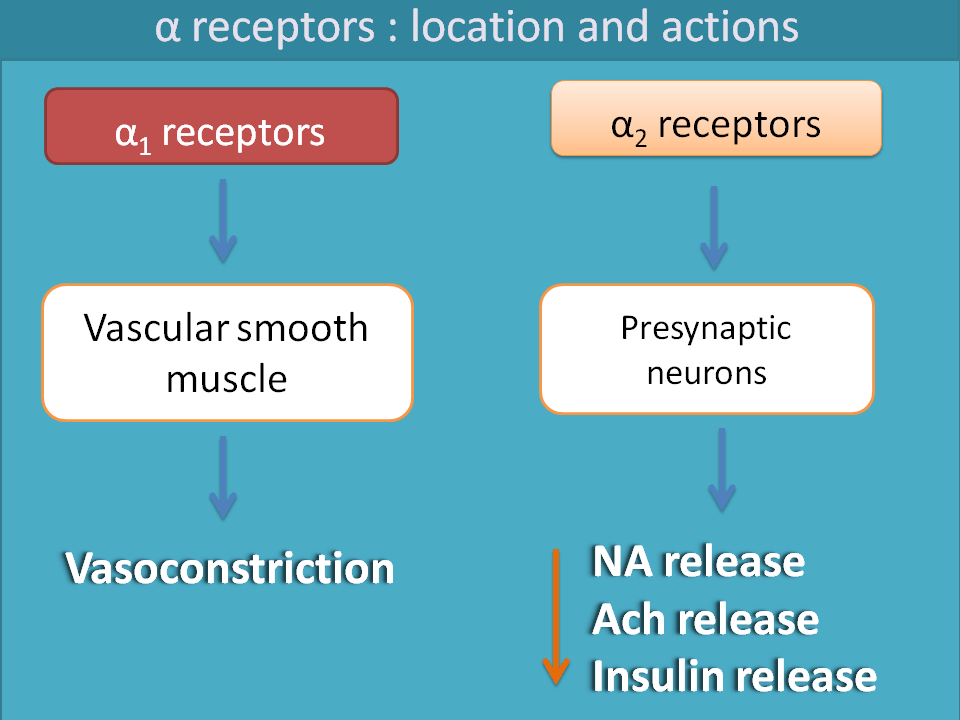 α receptors : location and actions
α₁ receptors
Vascular smooth
muscle
Vasoconstriction
α₂ receptors
Presynaptic
neurons
NA release
Ach release
Insulin release